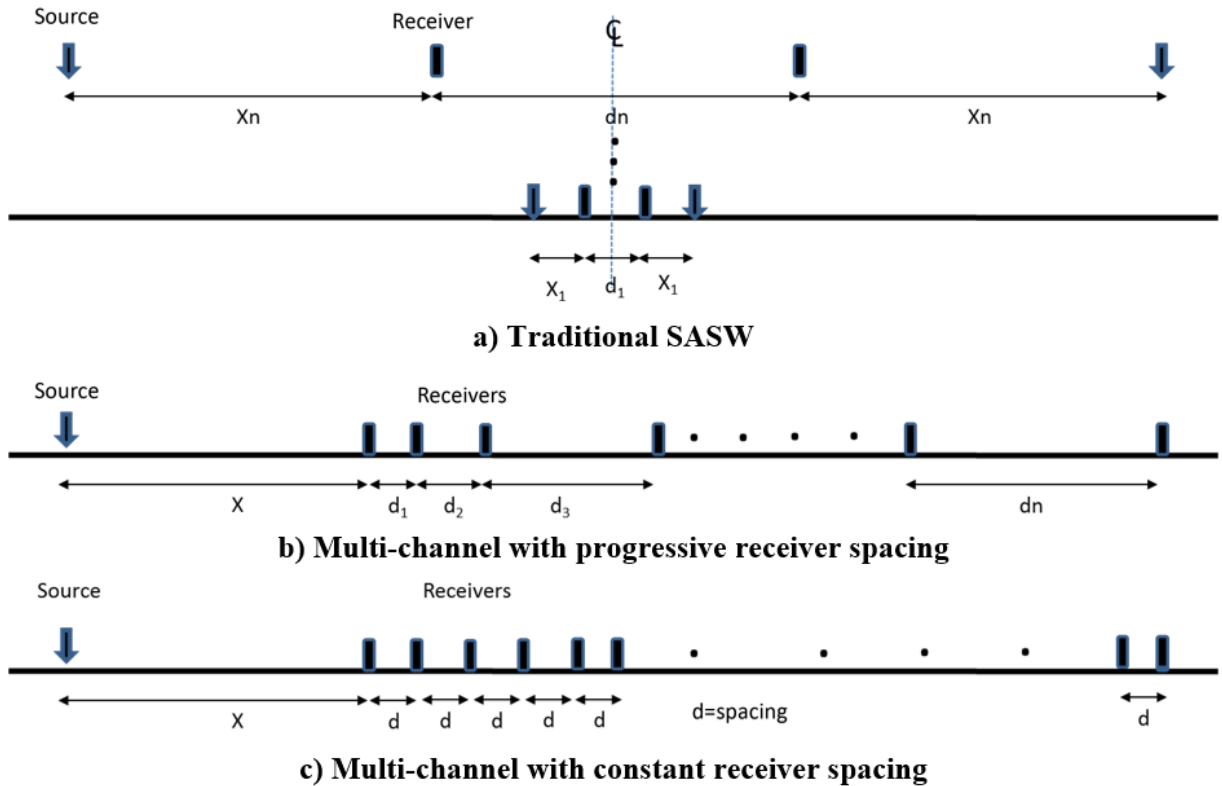 Source Receiver ℄
Xn dn Xn
X₁ d₁ X₁
a) Traditional SASW
Source Receivers
X d₁ d₂ d₃ dn
b) Multi-channel with progressive receiver spacing
Source Receivers
X d d d d d d=spacing d
c) Multi-channel with constant receiver spacing